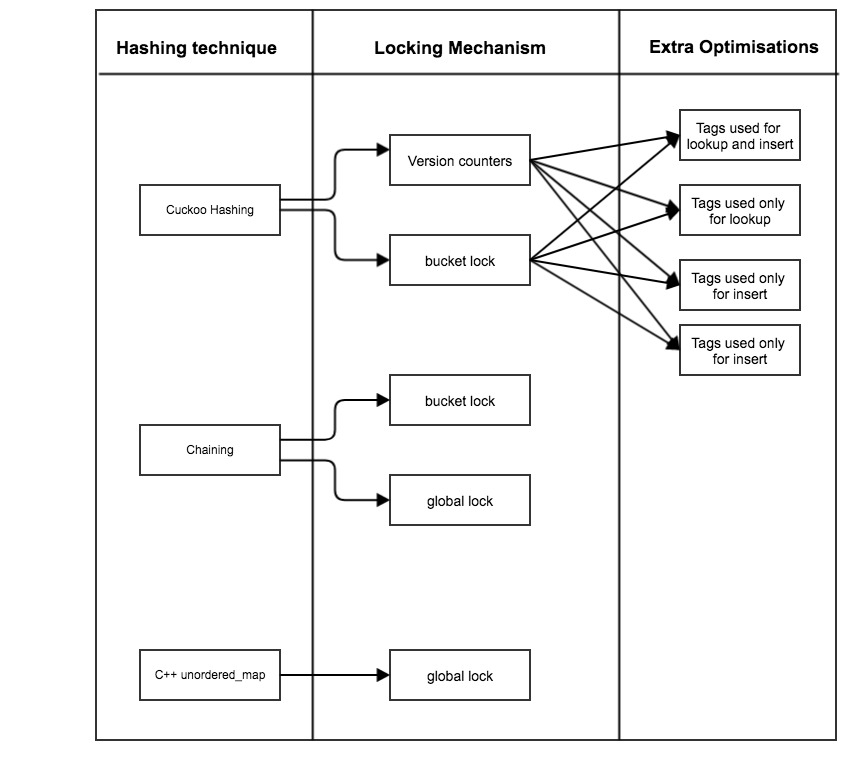 Hashing technique
Locking Mechanism
Extra Optimisations
Cuckoo Hashing
Version counters
bucket lock
Tags used for
lookup and insert
Tags used only
for lookup
Tags used only
for insert
Tags used only
for insert
Chaining
bucket lock
global lock
C++ unordered_map
global lock